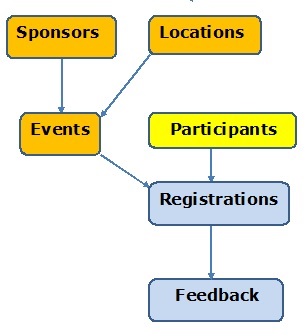 Sponsors
Locations
Events
Participants
Registrations
Feedback